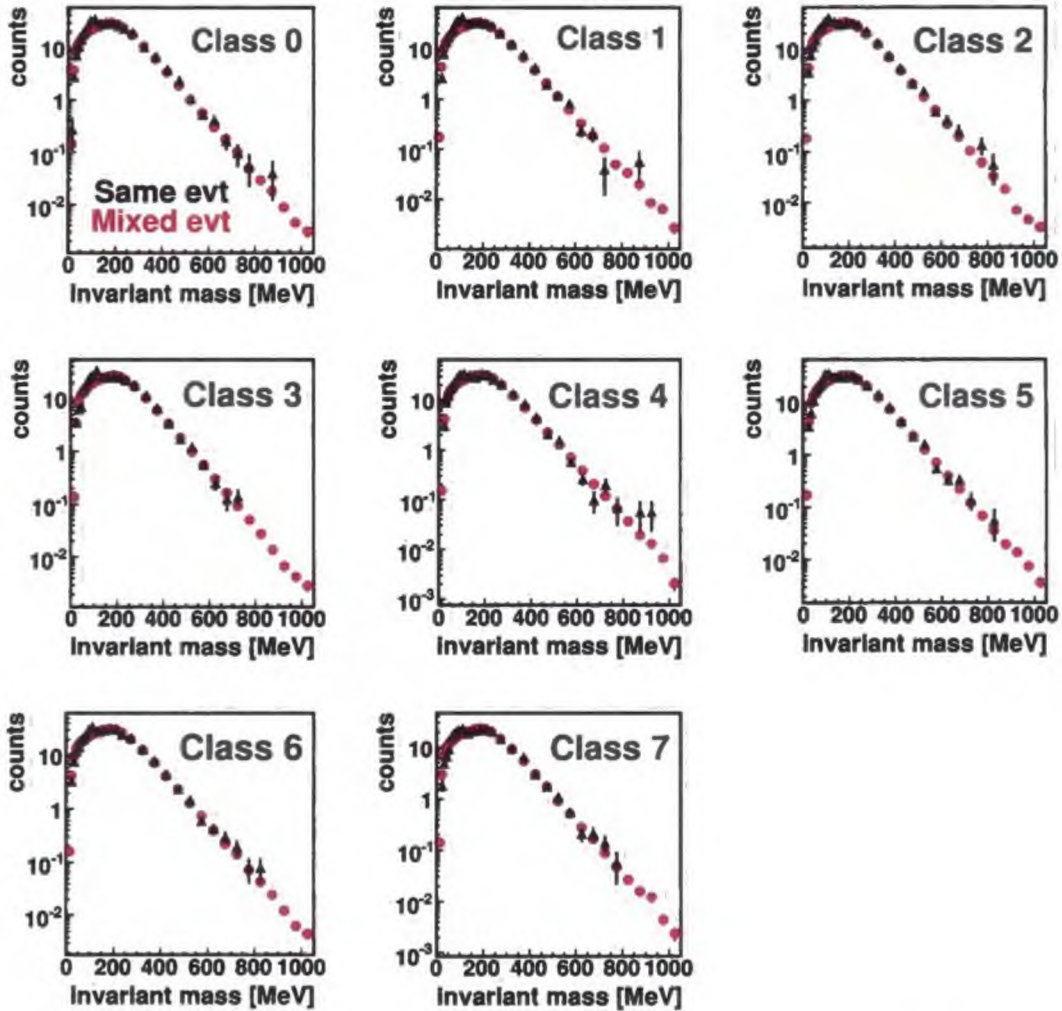 counts
10
1
10-1
10-2
Class 0
Same evt
Mixed evt
0 200 400 600 800 1000
invariant mass [MeV]
counts
10
1
10-1
10-2
Class 1
0 200 400 600 800 1000
invariant mass [MeV]
counts
10
1
10-1
10-2
Class 2
0 200 400 600 800 1000
invariant mass [MeV]
counts
10
1
10-1
10-2
Class 3
0 200 400 600 800 1000
invariant mass [MeV]
counts
10
1
10-1
10-2
10-3
Class 4
0 200 400 600 800 1000
invariant mass [MeV]
counts
10
1
10-1
10-2
Class 5
0 200 400 600 800 1000
invariant mass [MeV]
counts
10
1
10-1
10-2
Class 6
0 200 400 600 800 1000
invariant mass [MeV]
counts
10
1
10-1
10-2
10-3
Class 7
0 200 400 600 800 1000
invariant mass [MeV]